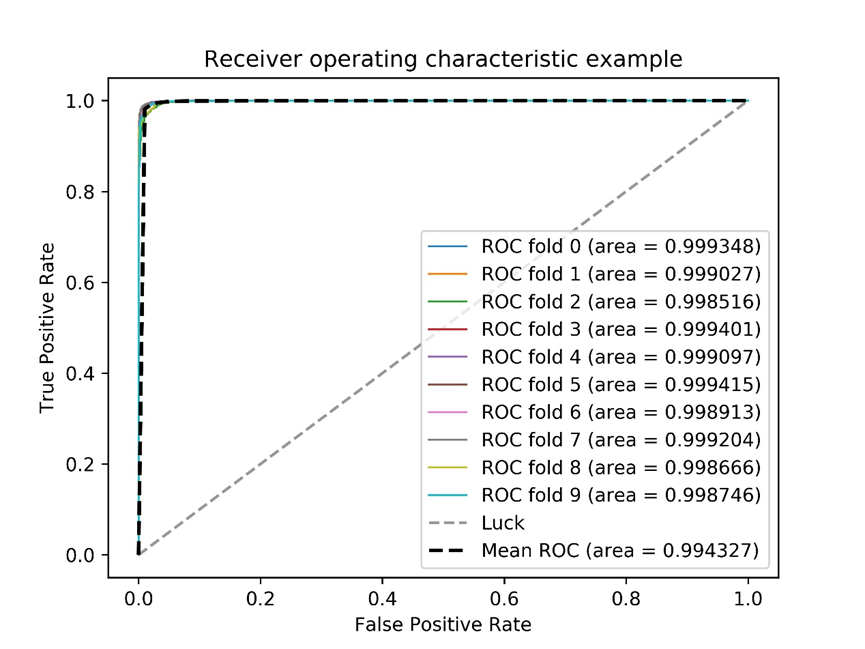 Receiver operating characteristic example
True Positive Rate
1.0
0.8
0.6
0.4
0.2
0.0
ROC fold 0 (area = 0.999348)
ROC fold 1 (area = 0.999027)
ROC fold 2 (area = 0.998516)
ROC fold 3 (area = 0.999401)
ROC fold 4 (area = 0.999097)
ROC fold 5 (area = 0.999415)
ROC fold 6 (area = 0.998913)
ROC fold 7 (area = 0.999204)
ROC fold 8 (area = 0.998666)
ROC fold 9 (area = 0.998746)
Luck
Mean ROC (area = 0.994327)
0.0 0.2 0.4 0.6 0.8 1.0
False Positive Rate